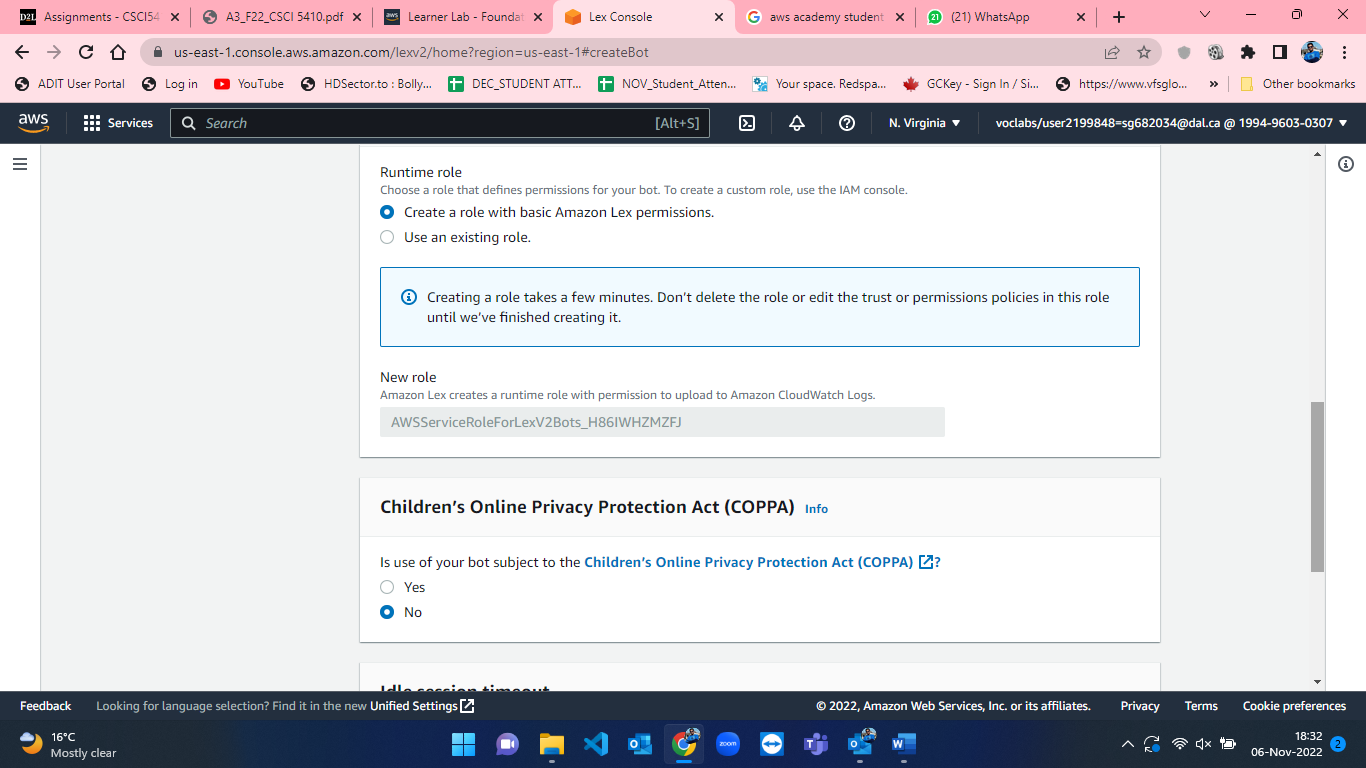 Assignments - CSCI54
A3_F22_CSCI 5410.pdf
Learner Lab - Foundat
Lex Console
aws academy student
(21) WhatsApp
us-east-1.console.aws.amazon.com/lexv2/home?region=us-east-1#createBot
ADIT User Portal
Log in
YouTube
HDSector.to : Bolly...
DEC_STUDENT ATT...
NOV_Student_Atten...
Your space. Redspa...
GCKey - Sign In / Si...
https://www.vfsglo...
»
Other bookmarks
aws
Services
Search
[Alt+S]
N. Virginia
voclabs/user2199848=sg682034@dal.ca @ 1994-9603-0307
Runtime role
Choose a role that defines permissions for your bot. To create a custom role, use the IAM console.
Create a role with basic Amazon Lex permissions.
Use an existing role.
Creating a role takes a few minutes. Don't delete the role or edit the trust or permissions policies in this role
until we've finished creating it.
New role
Amazon Lex creates a runtime role with permission to upload to Amazon CloudWatch Logs.
AWSServiceRoleForLexV2Bots_H86IWHZMZFJ
Children's Online Privacy Protection Act (COPPA) Info
Is use of your bot subject to the Children's Online Privacy Protection Act (COPPA) ?
Yes
No
Idle session timeout
Feedback
Looking for language selection? Find it in the new Unified Settings
© 2022, Amazon Web Services, Inc. or its affiliates.
Privacy
Terms
Cookie preferences
16°C
Mostly clear
zoom
18:32
06-Nov-2022
2